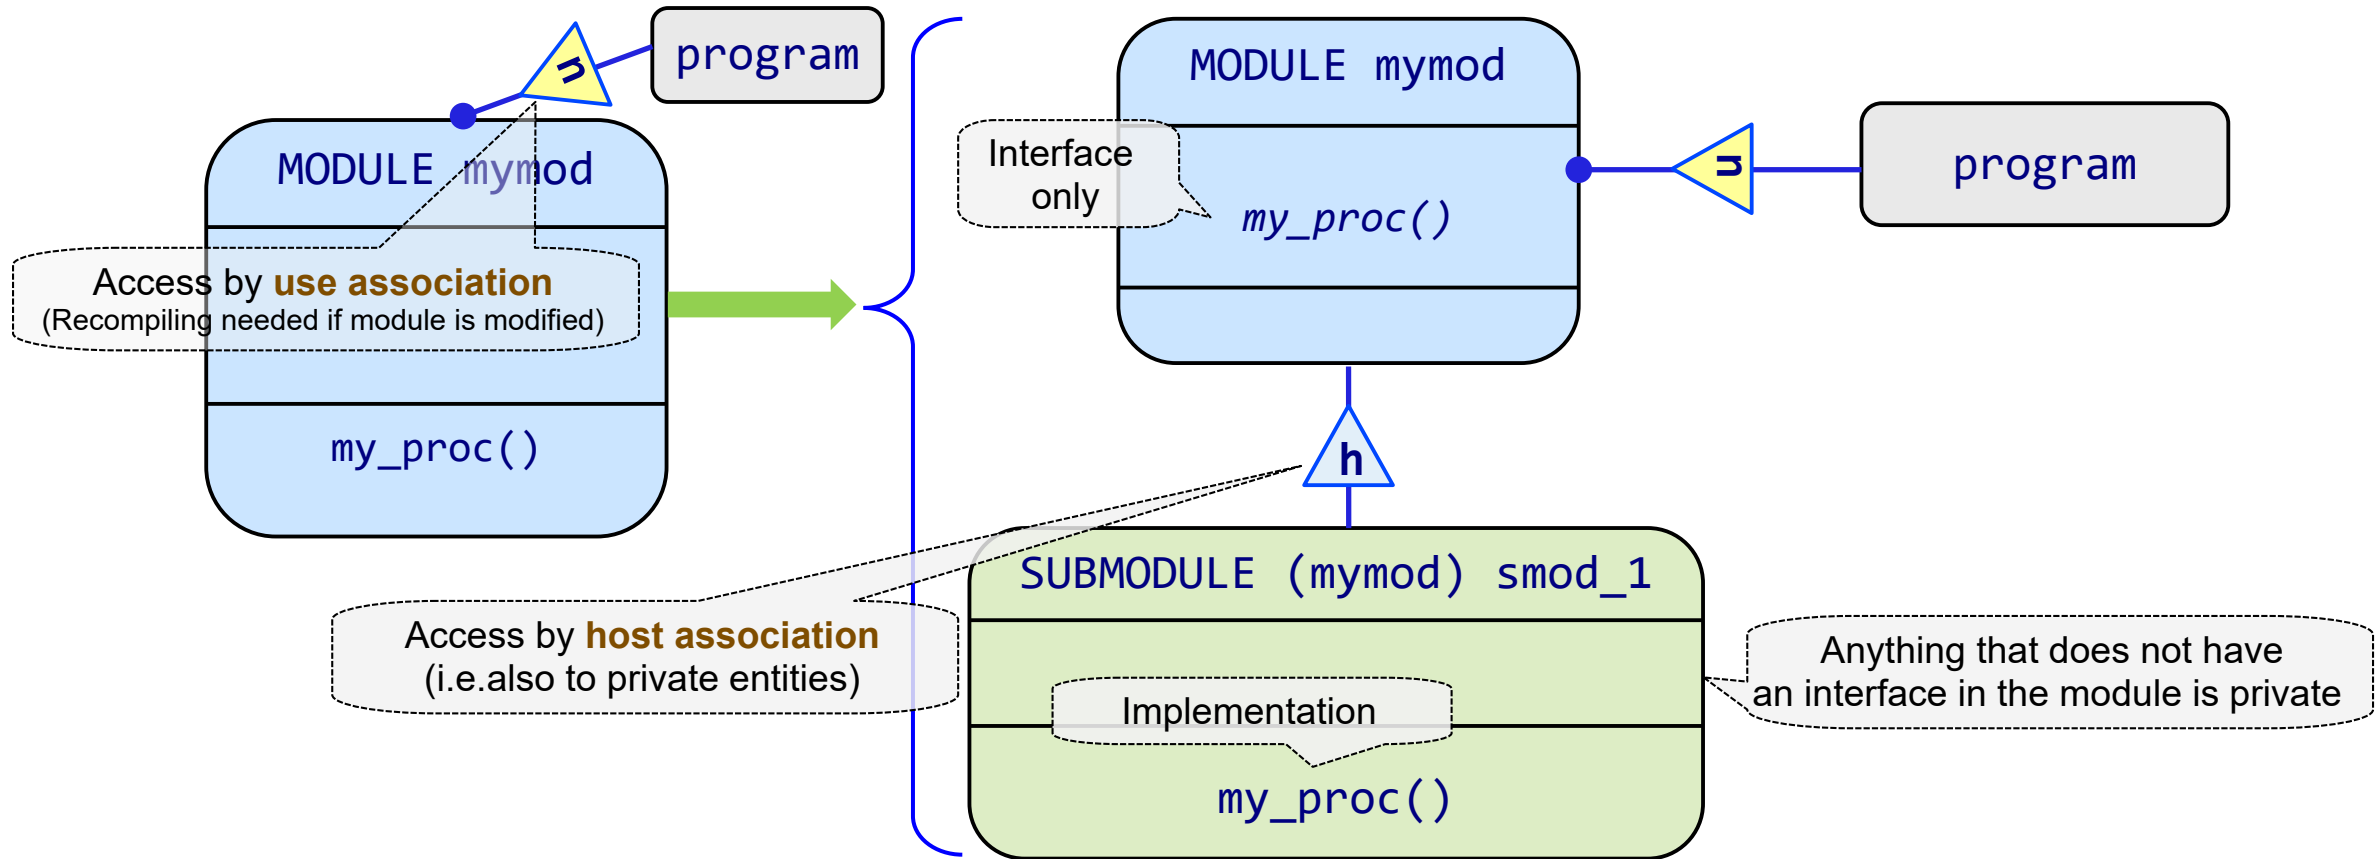 u
program
MODULE mymod
Access by use association
(Recompiling needed if module is modified)
my_proc()
MODULE mymod
Interface
only
my_proc()
u
program
h
Access by host association
(i.e.also to private entities)
SUBMODULE (mymod) smod_1
Implementation
my_proc()
Anything that does not have
an interface in the module is private